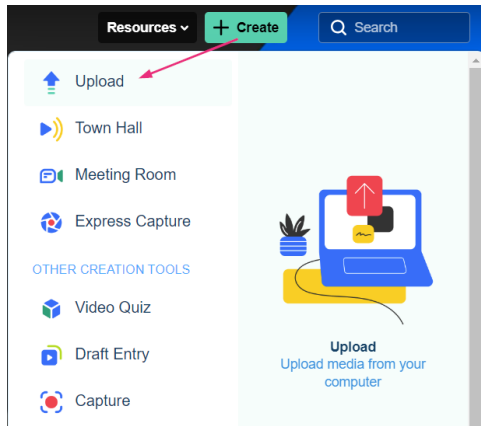 Resources
+ Create
Search
Upload
Town Hall
Meeting Room
Express Capture
OTHER CREATION TOOLS
Video Quiz
Draft Entry
Capture
Upload
Upload media from your
computer